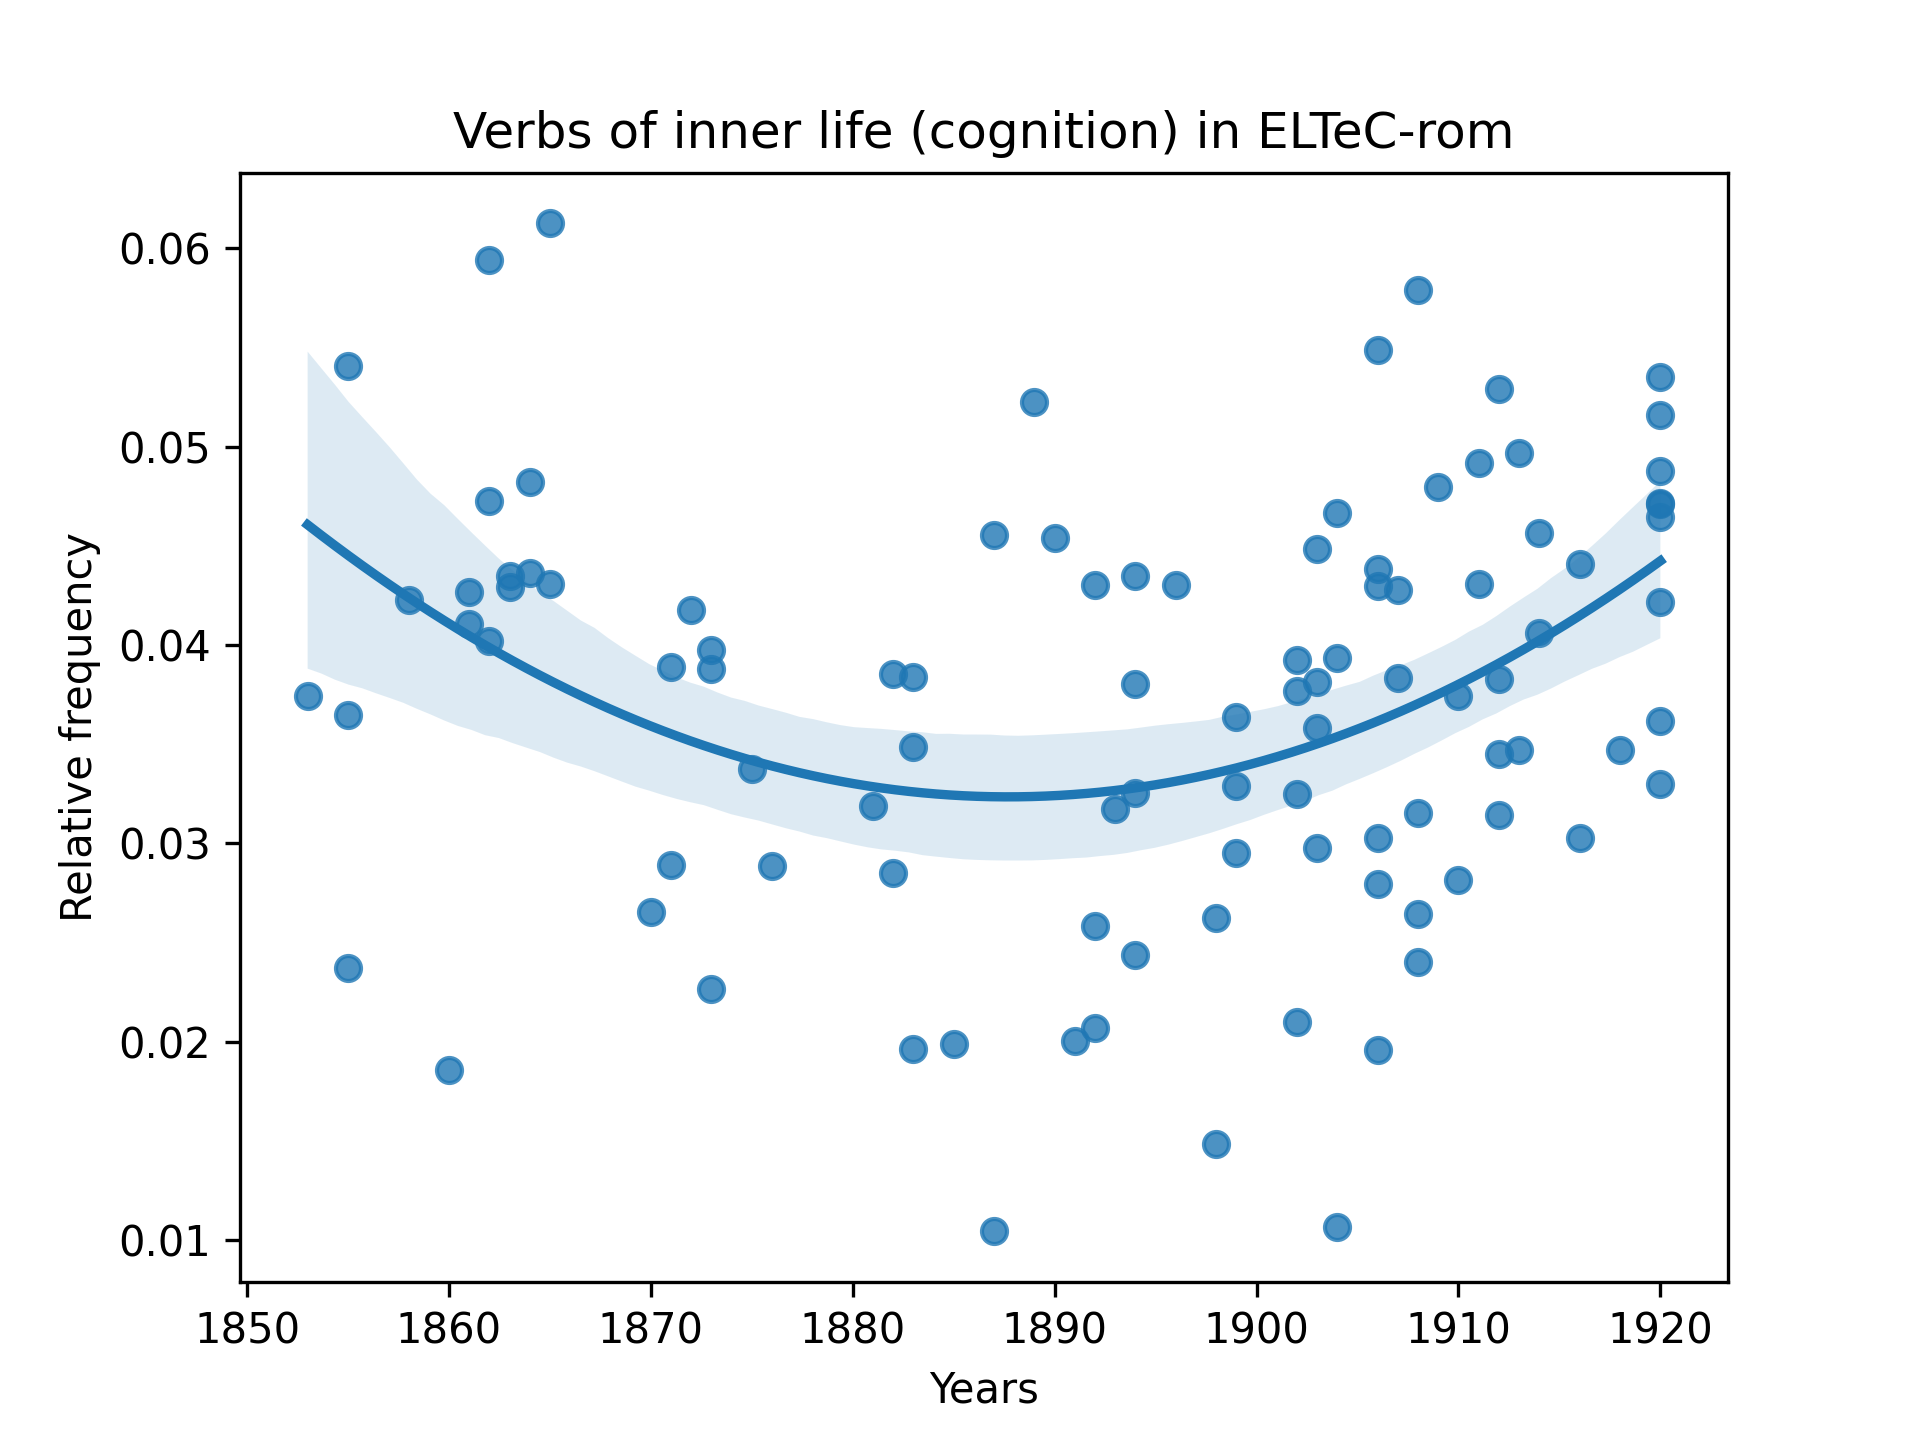 Verbs of inner life (cognition) in ELTeC-rom
0.06
0.05
0.04
0.03
0.02
0.01
Relative frequency
1850 1860 1870 1880 1890 1900 1910 1920
Years